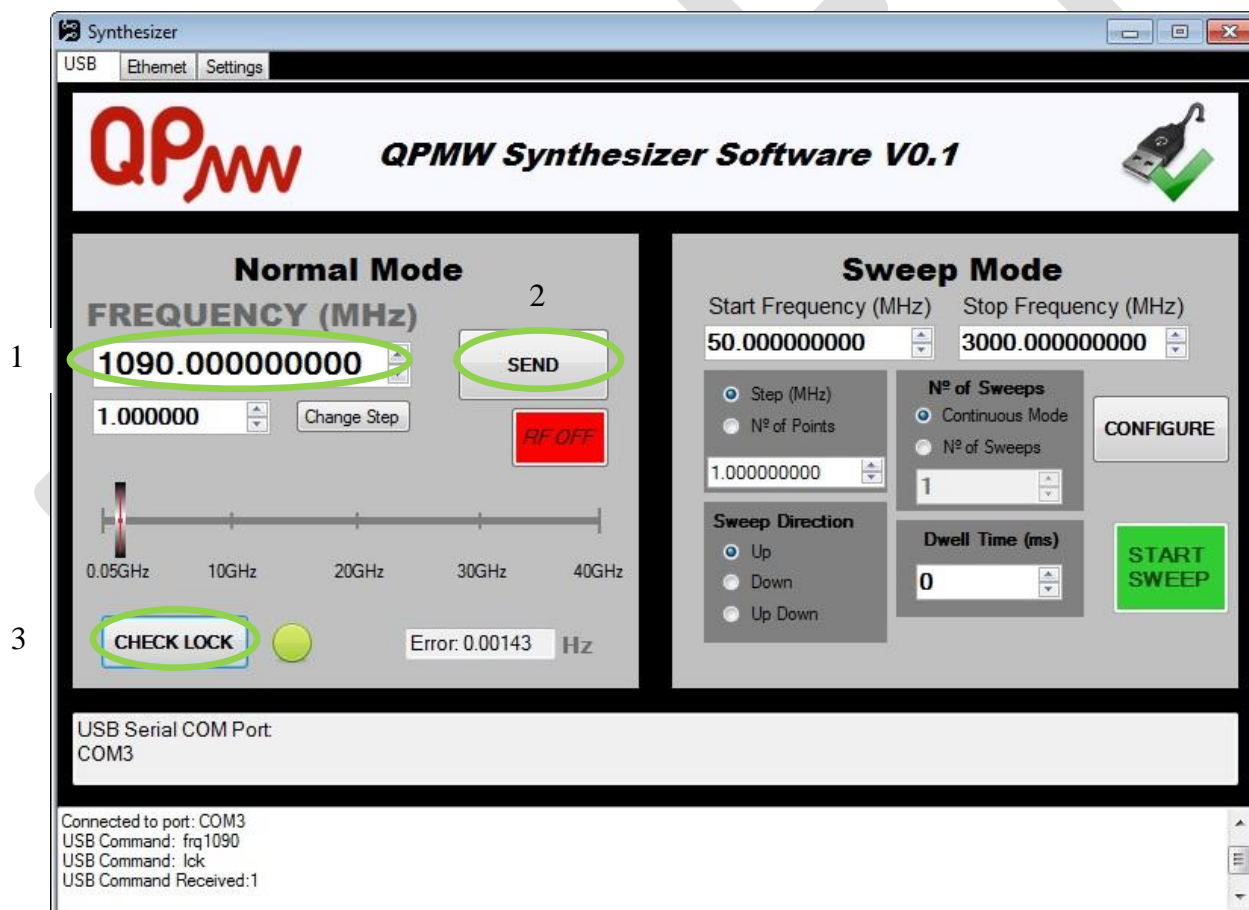 Synthesizer
USB Ethernet Settings
QPMW QPMW Synthesizer Software V0.1
Normal Mode
FREQUENCY (MHz)
2
1
1090.000000000
SEND
1.000000
Change Step
RF OFF
0.05GHz 10GHz 20GHz 30GHz 40GHz
3
CHECK LOCK
Error: 0.00143 Hz
Sweep Mode
Start Frequency (MHz) Stop Frequency (MHz)
50.000000000 3000.000000000
Step (MHz)
Nº of Points
1.000000000
Nº of Sweeps
Continuous Mode
Nº of Sweeps
1
CONFIGURE
Sweep Direction
Up
Down
Up Down
Dwell Time (ms)
0
START
SWEEP
USB Serial COM Port:
COM3
Connected to port: COM3
USB Command: frq1090
USB Command: lck
USB Command Received:1